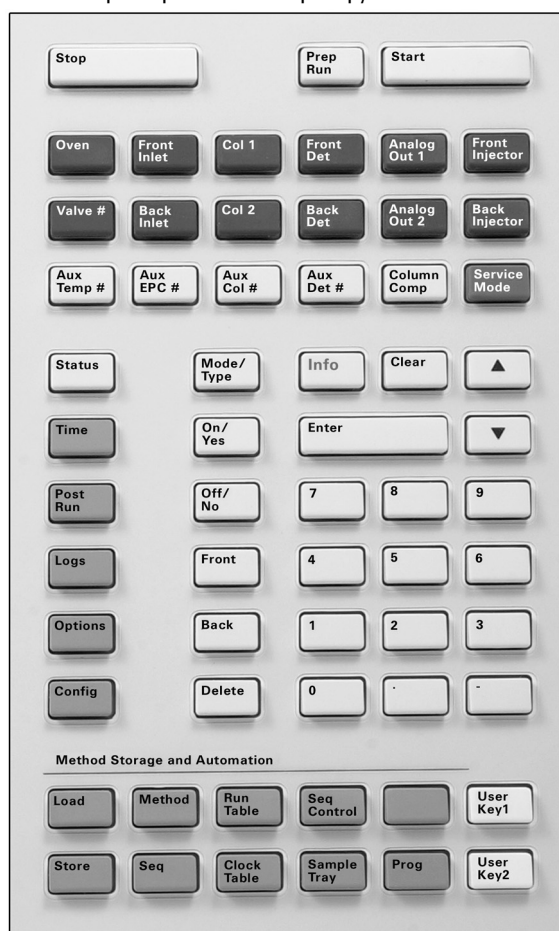 Stop
Prep
Run
Start
Oven
Front
Inlet
Col 1
Front
Det
Analog
Out 1
Front
Injector
Valve #
Back
Inlet
Col 2
Back
Det
Analog
Out 2
Back
Injector
Aux
Temp #
Aux
EPC #
Aux
Col #
Aux
Det #
Column
Comp
Service
Mode
Status
Mode/
Type
Info
Clear
▲
Time
On/
Yes
Enter
▼
Post
Run
Off/
No
7
8
9
Logs
Front
4
5
6
Options
Back
1
2
3
Config
Delete
0
.
-
Method Storage and Automation
Load
Method
Run
Table
Seq
Control
User
Key1
Store
Seq
Clock
Table
Sample
Tray
Prog
User
Key2